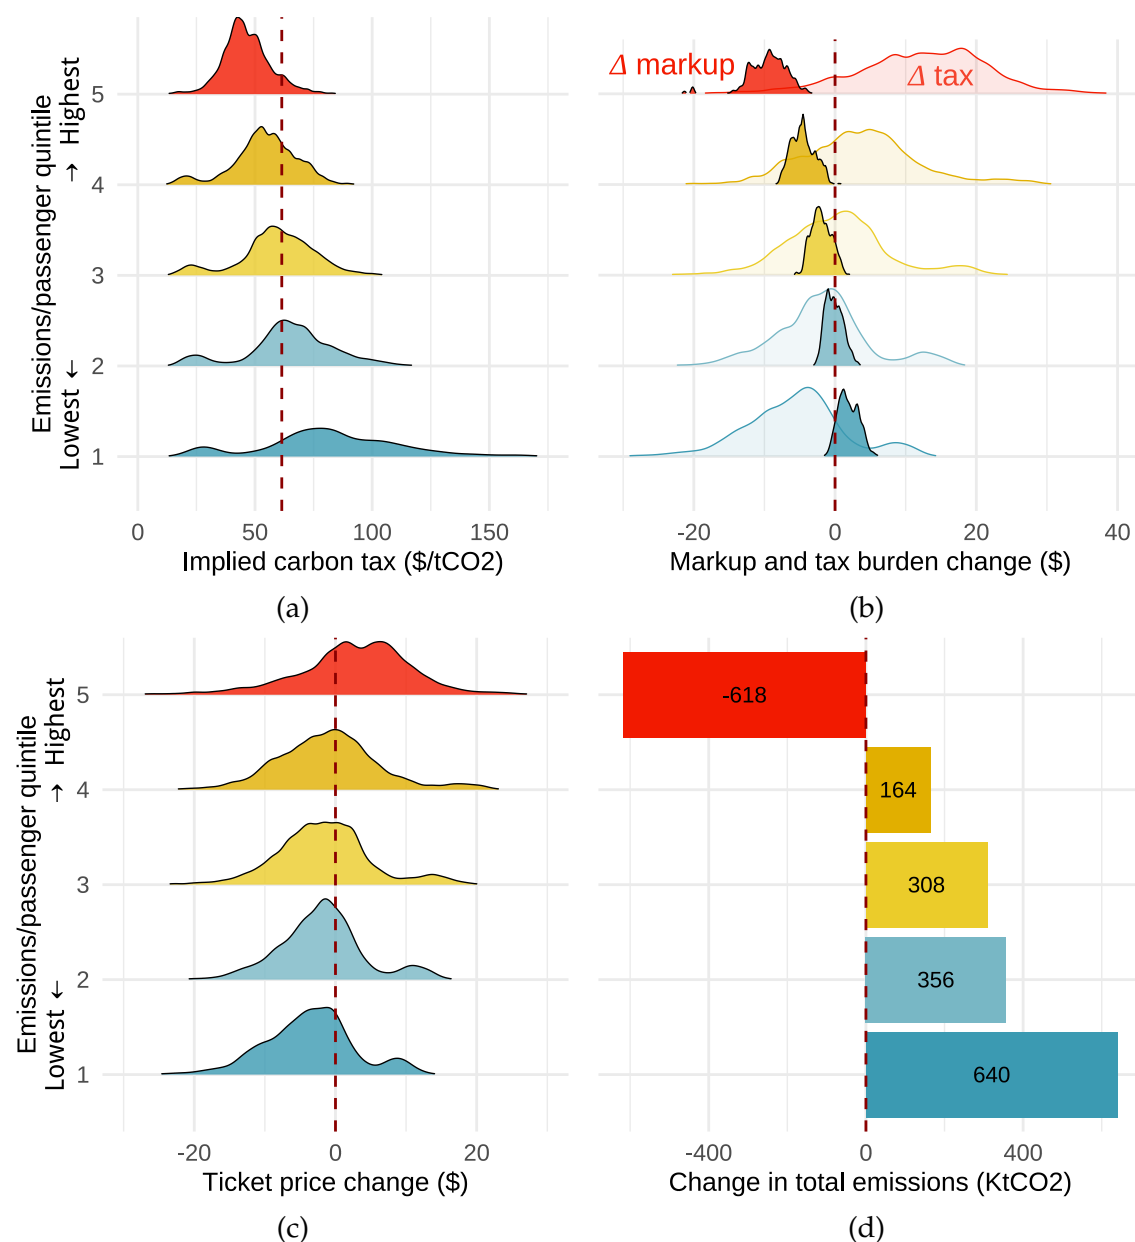 Δ markup
Δ tax
Emissions/passenger quintile
Lowest ← → Highest
5
4
3
2
1
0 50 100 150
Implied carbon tax ($/tCO2)
(a)
-20 0 20 40
Markup and tax burden change ($)
(b)
Emissions/passenger quintile
Lowest ← → Highest
5
4
3
2
1
-20 0 20
Ticket price change ($)
(c)
-618
164
308
356
640
-400 0 400
Change in total emissions (KtCO2)
(d)